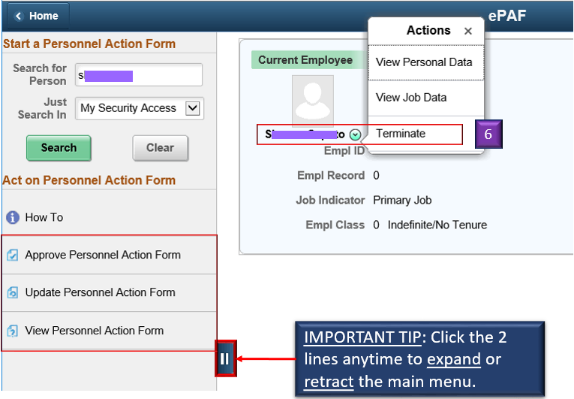 Home
ePAF
Start a Personnel Action Form
Search for
Person
Just
Search In
My Security Access
Search
Clear
Act on Personnel Action Form
How To
Approve Personnel Action Form
Update Personnel Action Form
View Personnel Action Form
Current Employee
Actions ×
View Personal Data
View Job Data
Terminate
6
Empl ID
Empl Record 0
Job Indicator Primary Job
Empl Class 0 Indefinite/No Tenure
IMPORTANT TIP: Click the 2
lines anytime to expand or
retract the main menu.